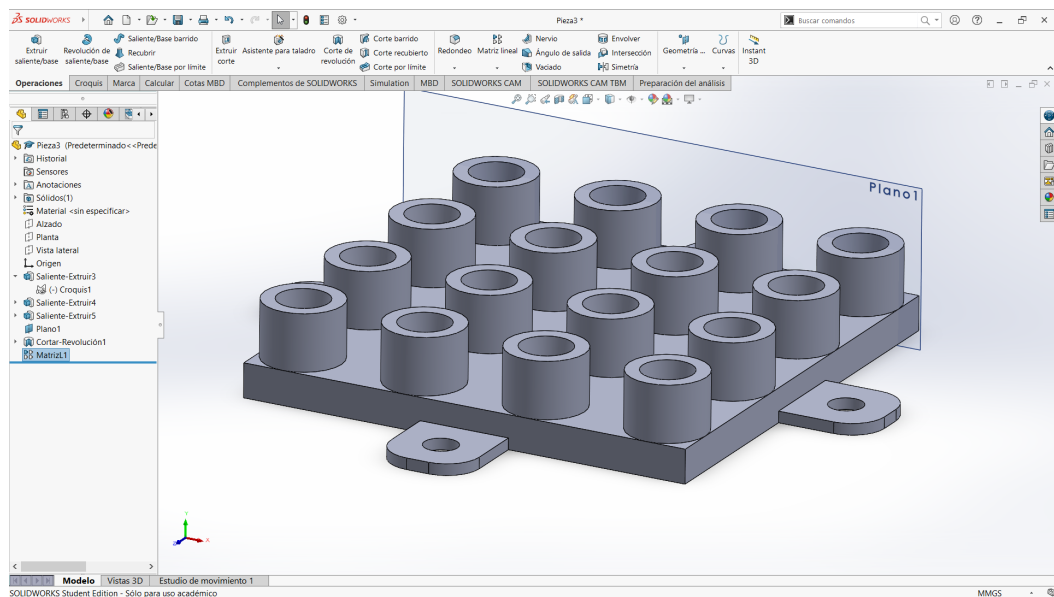 SOLIDWORKS
Pieza3 *
Buscar comandos
Extruir saliente/base
Revolución de saliente/base
Saliente/Base barrido
Recubrir
Saliente/Base por límite
Extruir corte
Asistente para taladro
Corte de revolución
Corte barrido
Corte recubierto
Corte por límite
Redondeo
Matriz lineal
Nervio
Ángulo de salida
Vaciado
Envolver
Intersección
Simetría
Geometría ...
Curvas
Instant 3D
Operaciones
Croquis
Marca
Calcular
Cotas MBD
Complementos de SOLIDWORKS
Simulation
MBD
SOLIDWORKS CAM
SOLIDWORKS CAM TBM
Preparación del análisis
Pieza3 (Predeterminado<<Prede
Historial
Sensores
Anotaciones
Sólidos(1)
Material <sin especificar>
Alzado
Planta
Vista lateral
Origen
Saliente-Extruir3
(-) Croquis1
Saliente-Extruir4
Saliente-Extruir5
Plano1
Cortar-Revolución1
MatrizL1
Plano1
Y
X
Z
Modelo
Vistas 3D
Estudio de movimiento 1
SOLIDWORKS Student Edition - Sólo para uso académico
MMGS